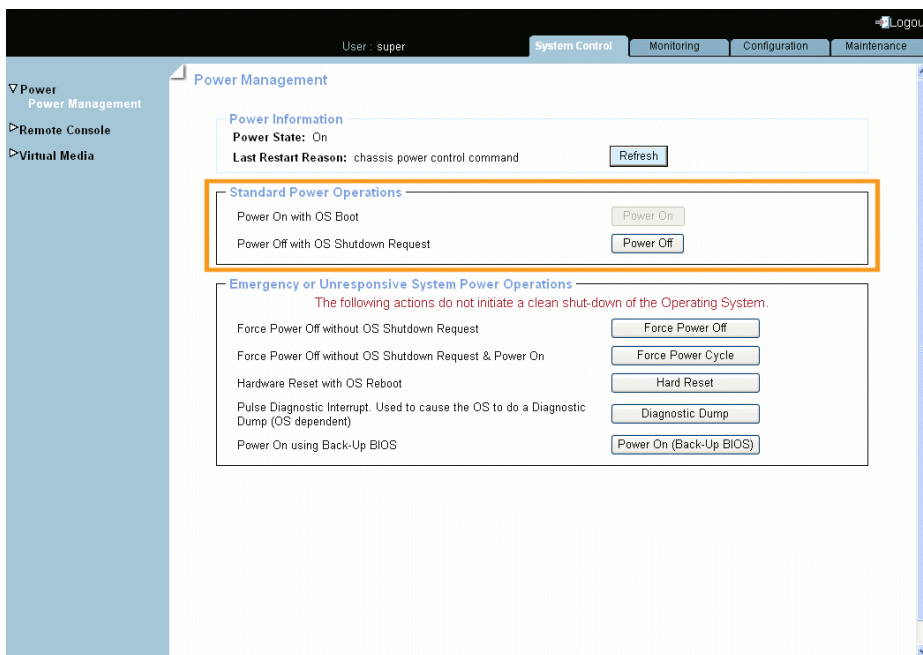 Logou
User : super
System Control
Monitoring
Configuration
Maintenance
Power
Power Management
Remote Console
Virtual Media
Power Management
Power Information
Power State: On
Last Restart Reason: chassis power control command
Refresh
Standard Power Operations
Power On with OS Boot
Power On
Power Off with OS Shutdown Request
Power Off
Emergency or Unresponsive System Power Operations
The following actions do not initiate a clean shut-down of the Operating System.
Force Power Off without OS Shutdown Request
Force Power Off
Force Power Off without OS Shutdown Request & Power On
Force Power Cycle
Hardware Reset with OS Reboot
Hard Reset
Pulse Diagnostic Interrupt. Used to cause the OS to do a Diagnostic
Dump (OS dependent)
Diagnostic Dump
Power On using Back-Up BIOS
Power On (Back-Up BIOS)